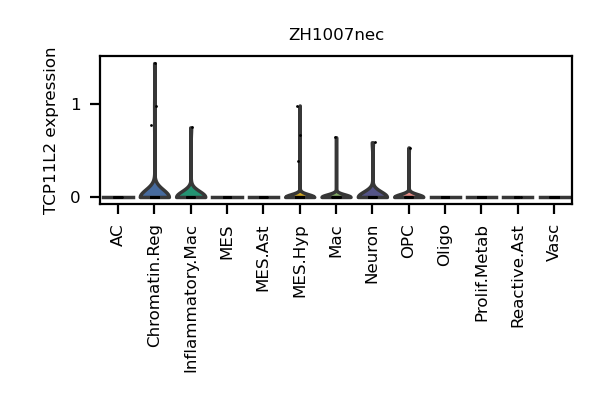 ZH1007nec
TCP11L2 expression
1
0
AC
Chromatin.Reg
Inflammatory.Mac
MES
MES.Ast
MES.Hyp
Mac
Neuron
OPC
Oligo
Prolif.Metab
Reactive.Ast
Vasc